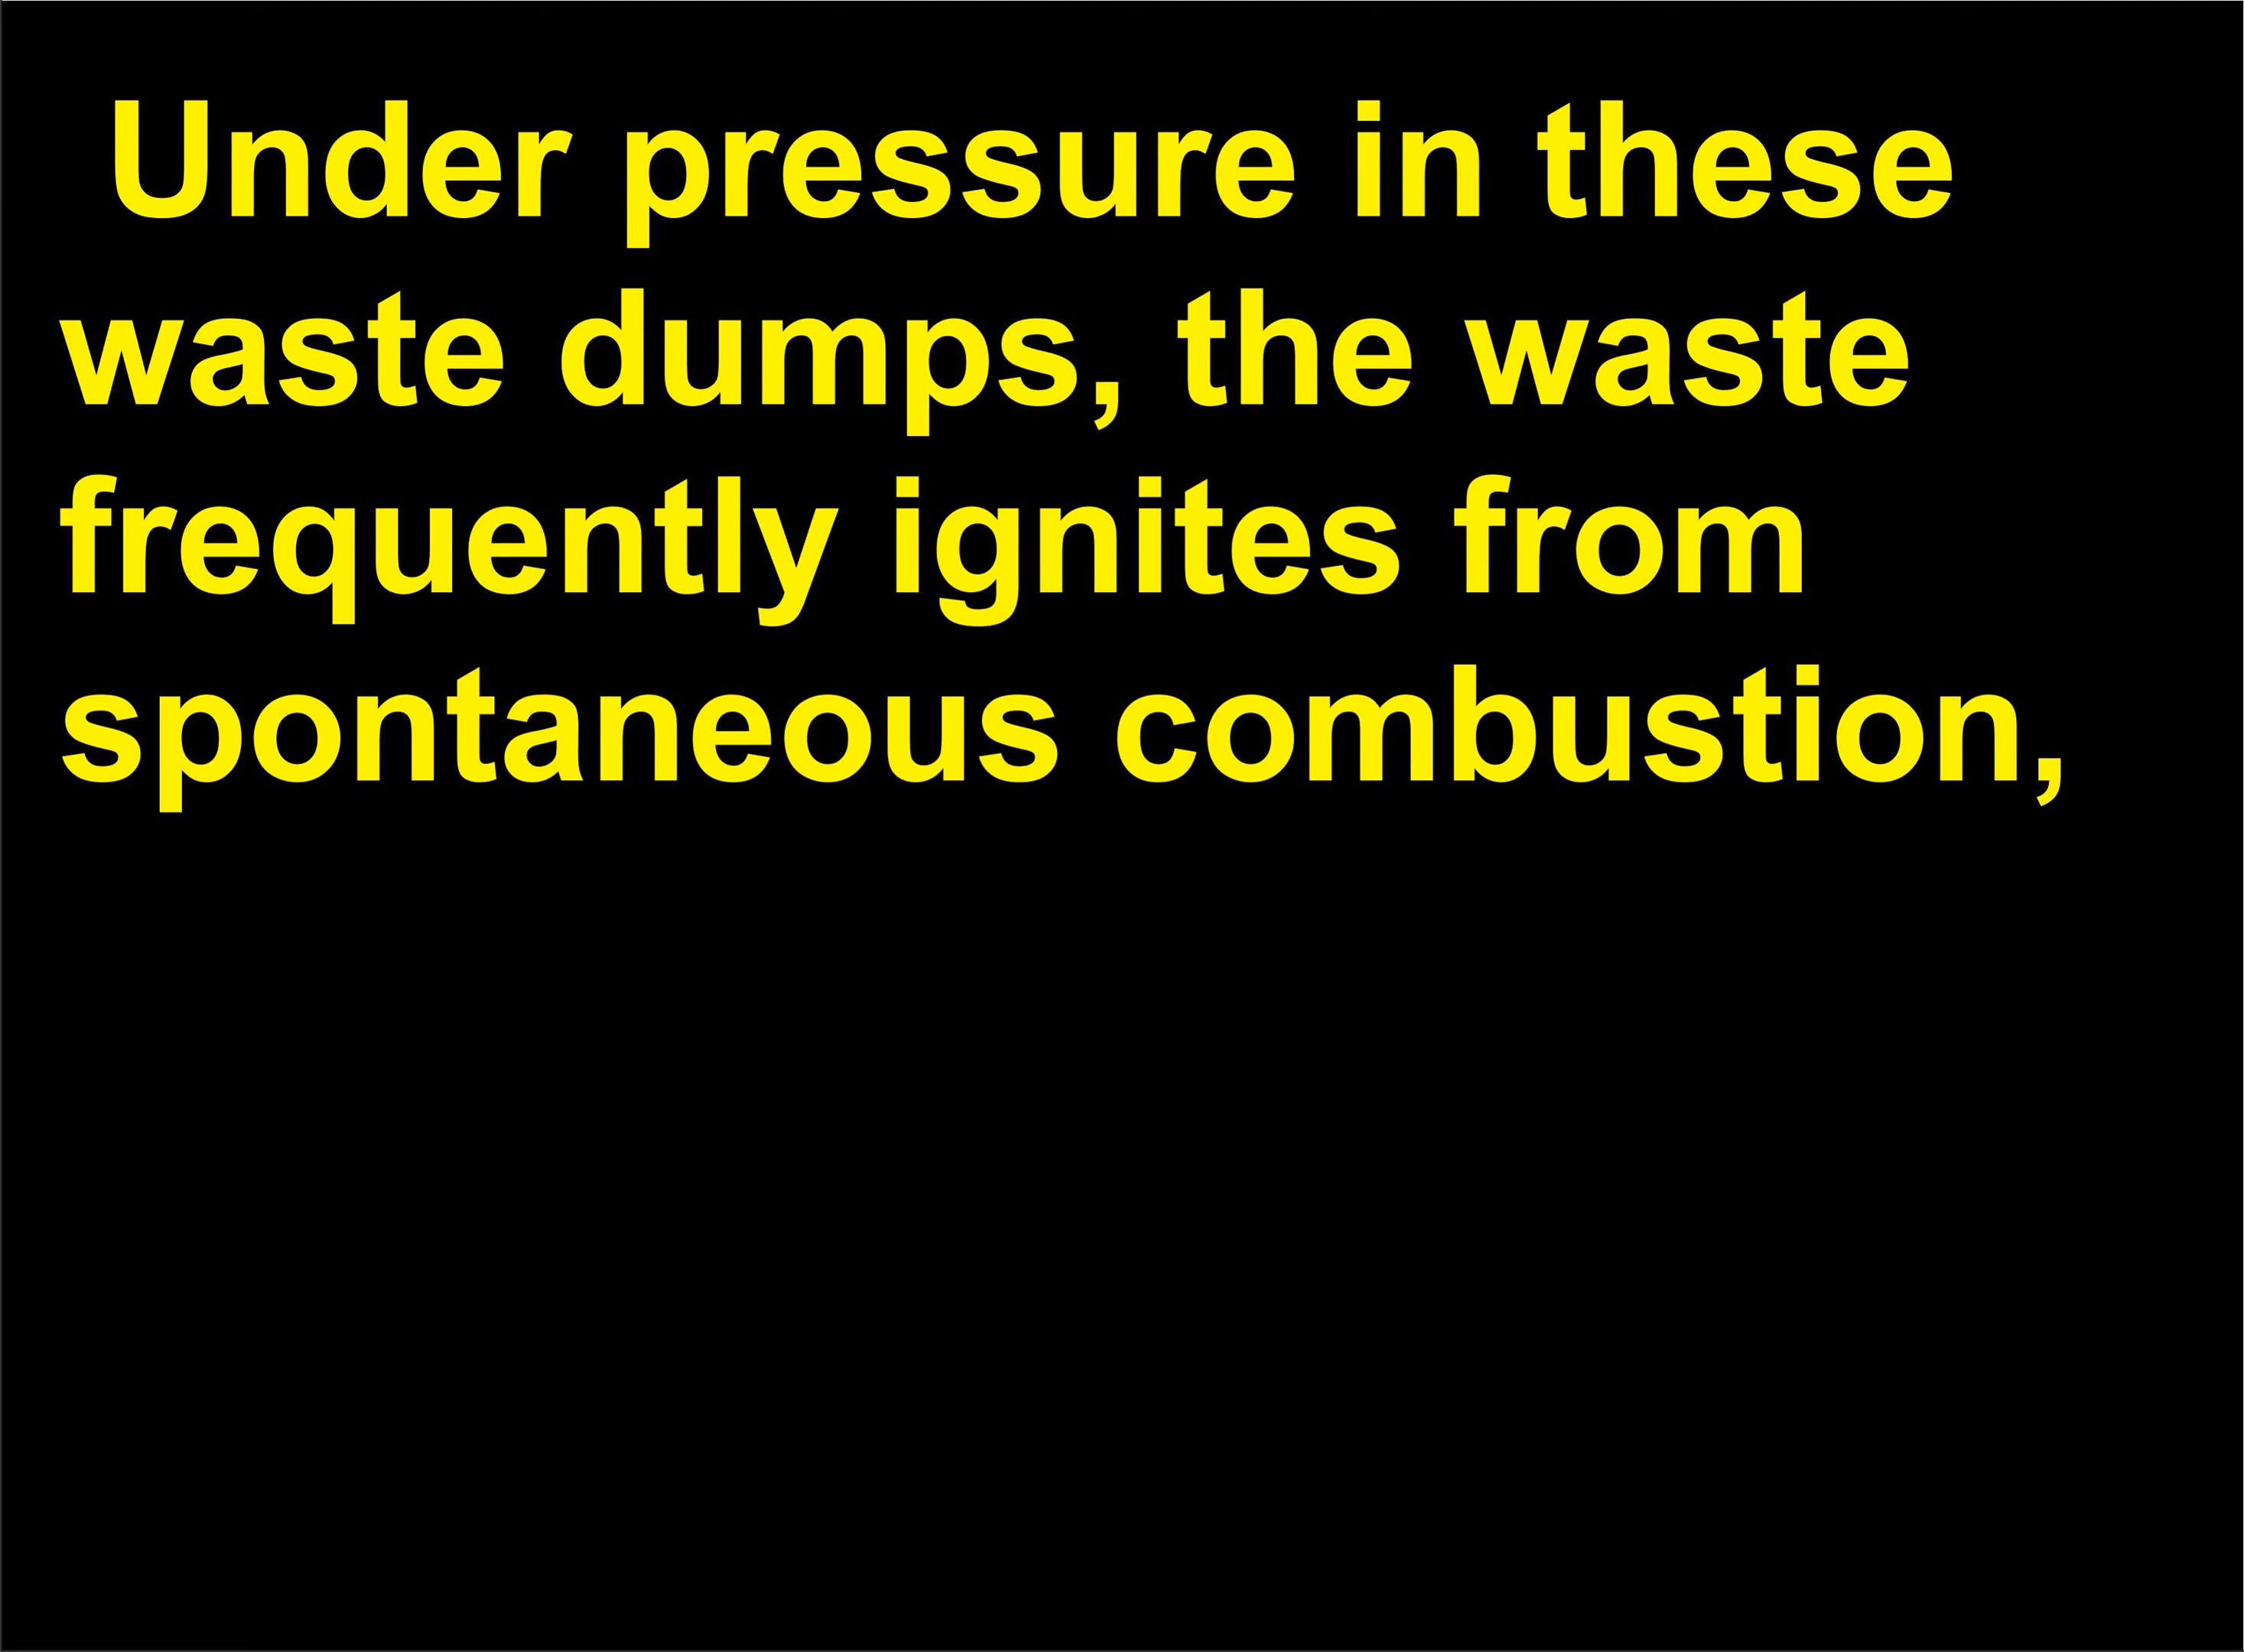 Under pressure in these
waste dumps, the waste
frequently ignites from
spontaneous combustion,